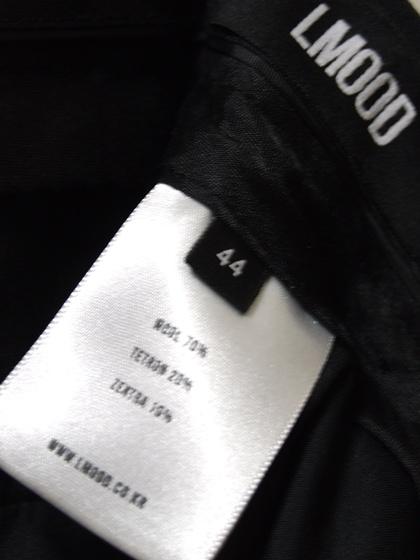 LMOOD
44
WOOL 70%
TETRON 20%
ZEXTRA 10%
WWW.LMOOD.CO.KR